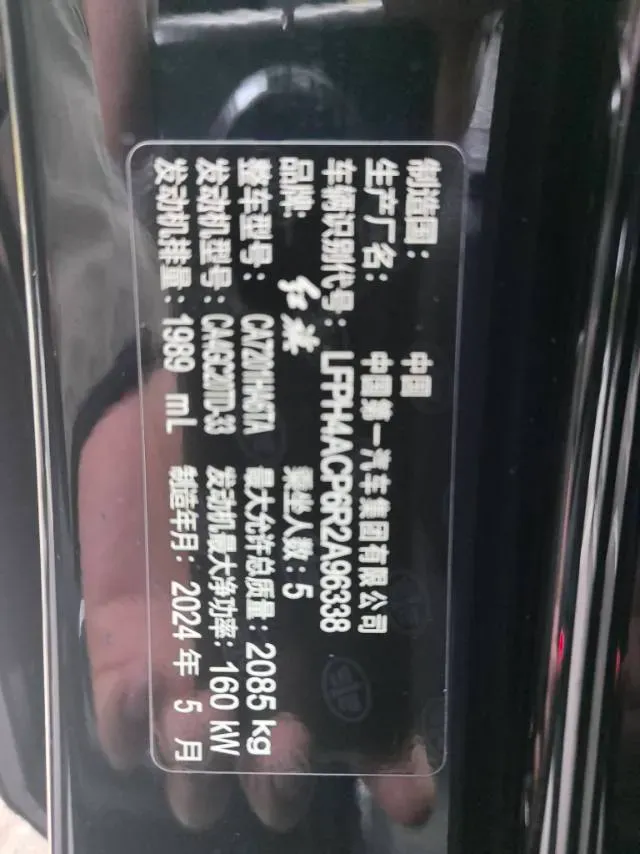 制造国: 中国
生产厂名: 中国第一汽车集团有限公司
车辆识别代号: LFPH4ACP6R2A96338
品牌: 红旗 乘坐人数: 5
整车型号: CA7201HA6TA 最大允许总质量: 2085 kg
发动机型号: CA4GC20TD-33 发动机最大净功率: 160 kW
发动机排量: 1989 mL 制造年月: 2024 年 5 月